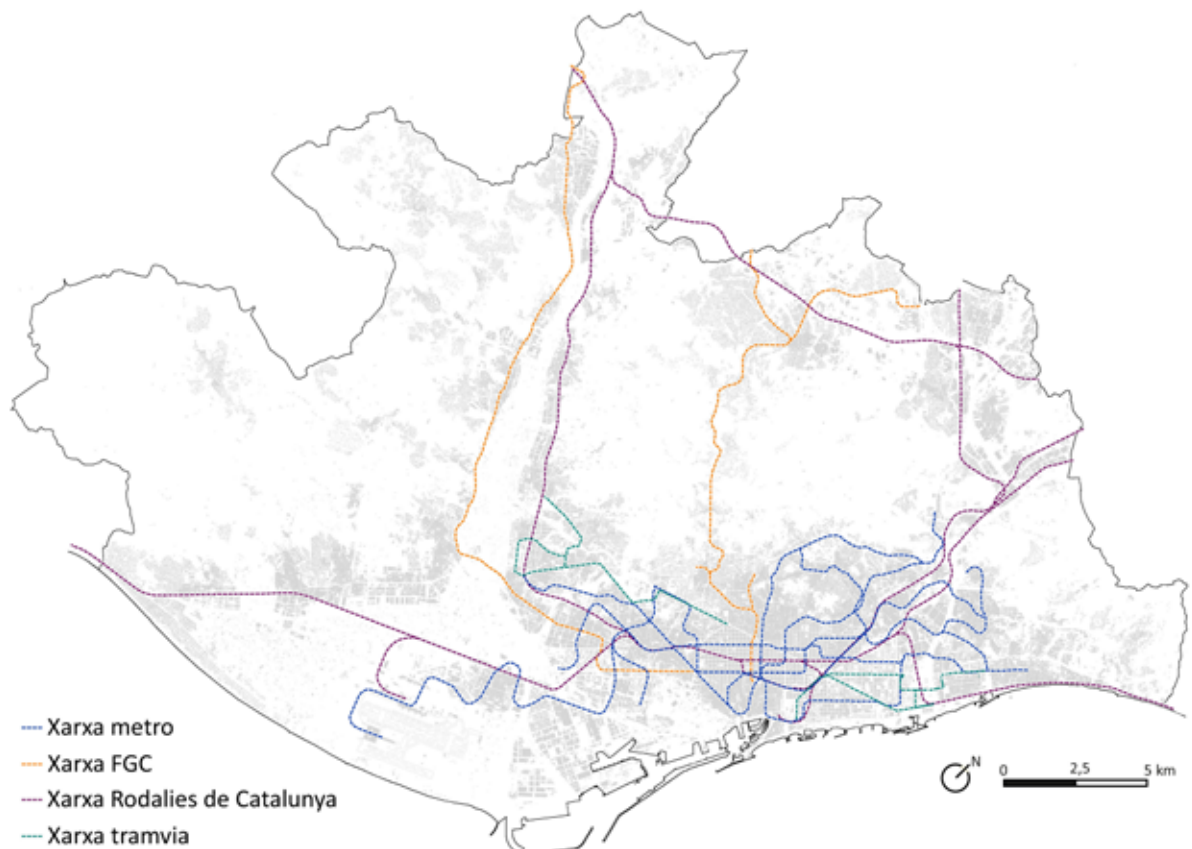 Xarxa metro
Xarxa FGC
Xarxa Rodalies de Catalunya
Xarxa tramvia
N
0 2,5 5 km